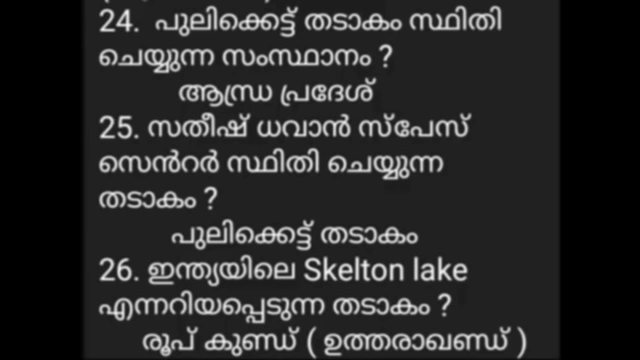 24. പുലിക്കെട്ട് തടാകം സ്ഥിതി
ചെയ്യുന്ന സംസ്ഥാനം ?
ആന്ധ്ര പ്രദേശ്
25. സതീഷ് ധവാൻ സ്പേസ്
സെൻറർ സ്ഥിതി ചെയ്യുന്ന
തടാകം ?
പുലിക്കെട്ട് തടാകം
26. ഇന്ത്യയിലെ Skelton lake
എന്നറിയപ്പെടുന്ന തടാകം ?
രൂപ് കുണ്ഡ് ( ഉത്തരാഖണ്ഡ് )